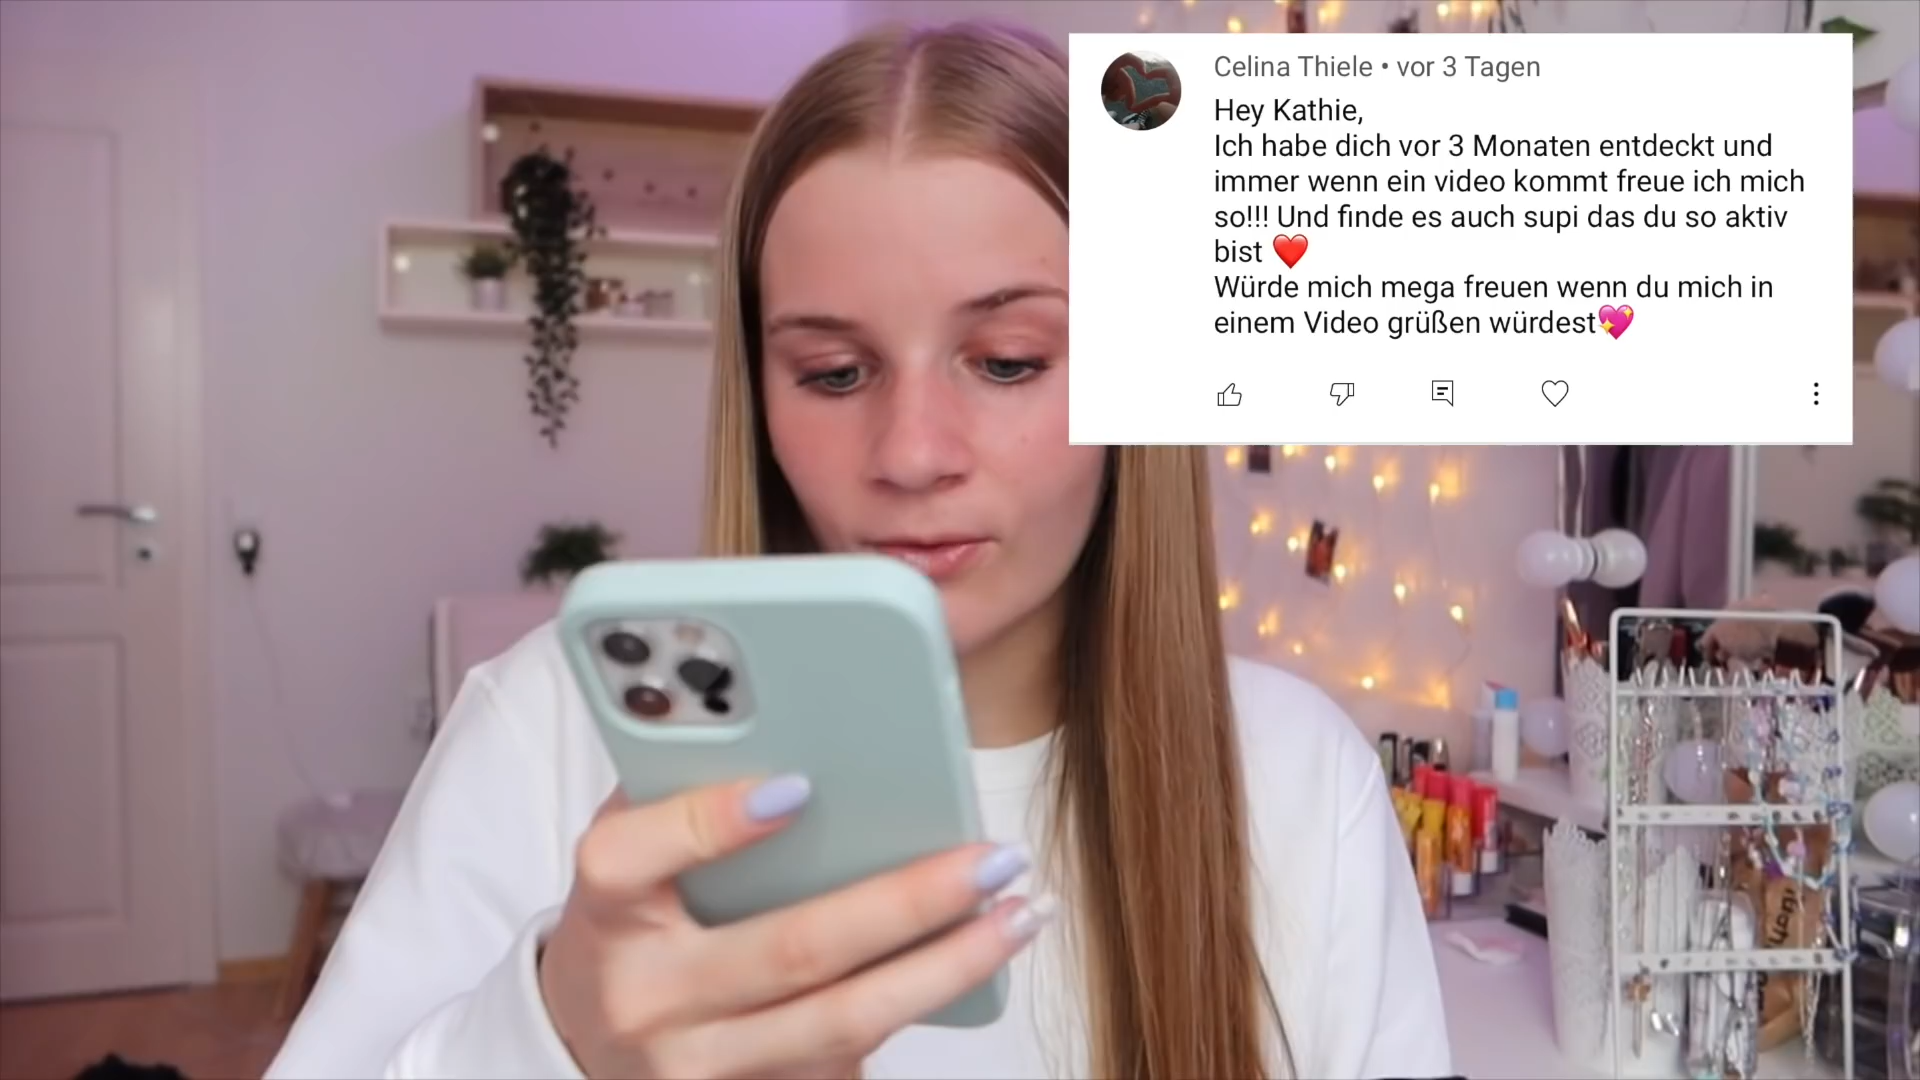 Celina Thiele • vor 3 Tagen
Hey Kathie,
Ich habe dich vor 3 Monaten entdeckt und
immer wenn ein video kommt freue ich mich
so!!! Und finde es auch supi das du so aktiv
bist ❤️
Würde mich mega freuen wenn du mich in
einem Video grüßen würdest💖